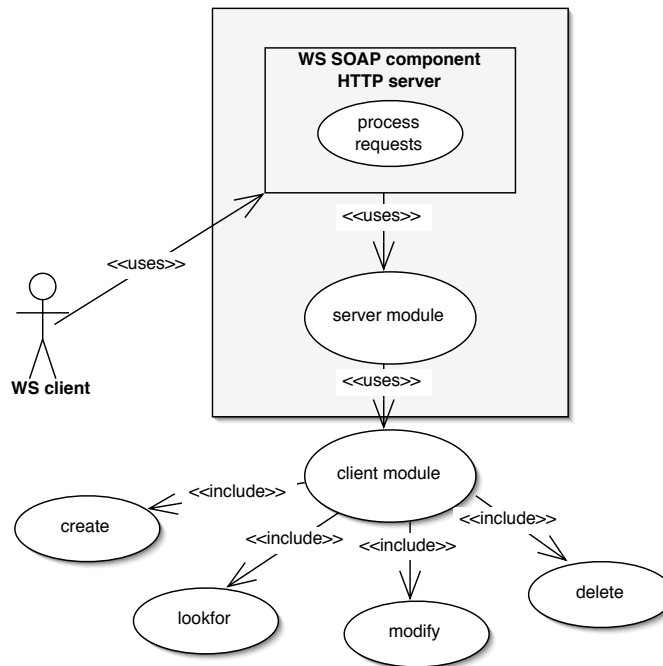 WS SOAP component
HTTP server
process
requests
<<uses>>
<<uses>>
server module
WS client
<<uses>>
client module
<<include>>
<<include>>
<<include>>
<<include>>
create
lookfor
modify
delete